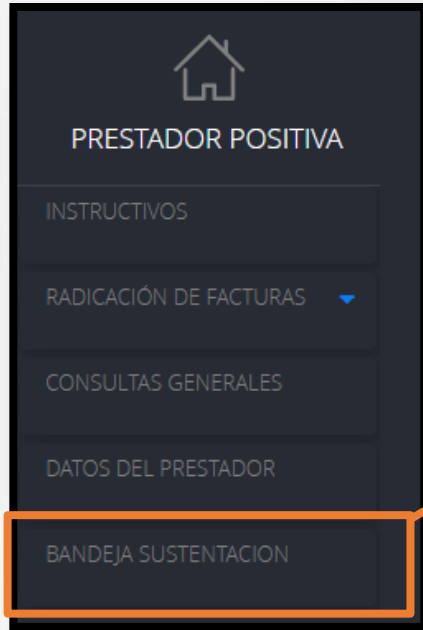 PRESTADOR POSITIVA
INSTRUCTIVOS
RADICACIÓN DE FACTURAS
CONSULTAS GENERALES
DATOS DEL PRESTADOR
BANDEJA SUSTENTACION